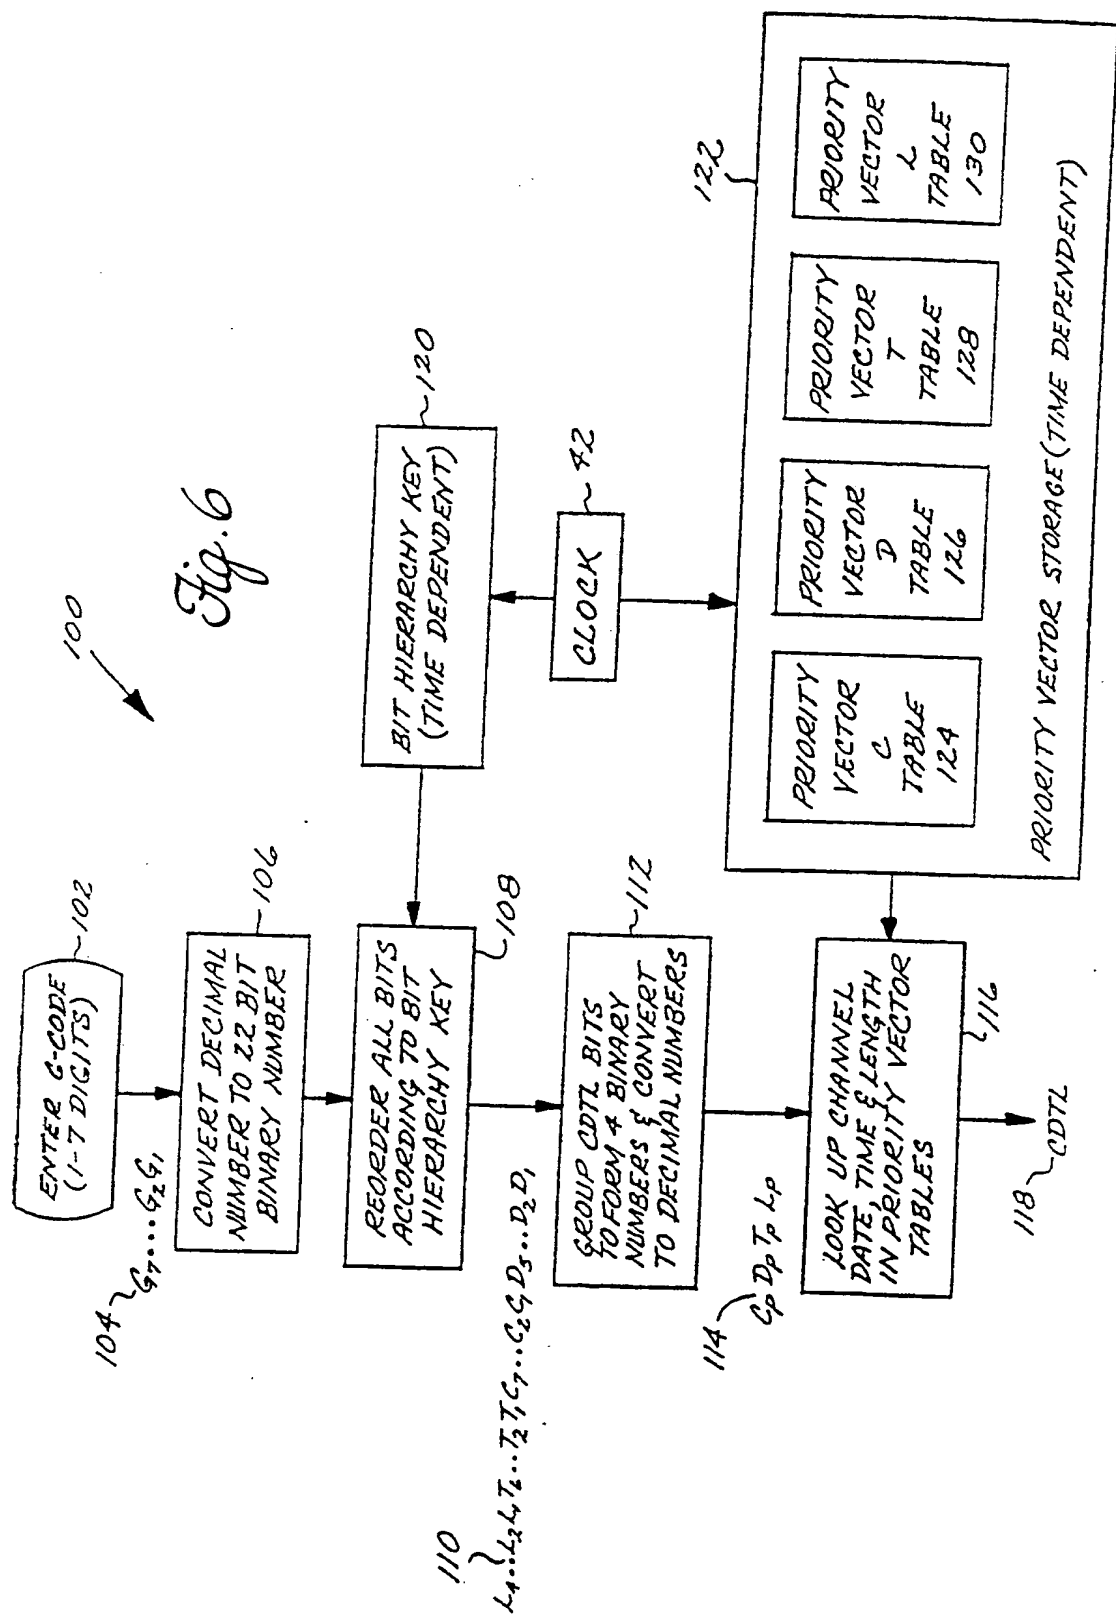 Fig. 6
100
ENTER G-CODE
(1-7 DIGITS)
102
104
G7....G2G1
CONVERT DECIMAL
NUMBER TO 22 BIT
BINARY NUMBER
106
REORDER ALL BITS
ACCORDING TO BIT
HIERARCHY KEY
108
110
L4...L2L1T6...T2T1C7...C2C1D5...D2D1
GROUP CDTL BITS
TO FORM 4 BINARY
NUMBERS & CONVERT
TO DECIMAL NUMBERS
112
114
CP DP TP LP
LOOK UP CHANNEL
DATE, TIME & LENGTH
IN PRIORITY VECTOR
TABLES
116
118
CDTL
BIT HIERARCHY KEY
(TIME DEPENDENT)
120
CLOCK
42
122
PRIORITY
VECTOR
C
TABLE
124
PRIORITY
VECTOR
D
TABLE
126
PRIORITY
VECTOR
T
TABLE
128
PRIORITY
VECTOR
L
TABLE
130
PRIORITY VECTOR STORAGE (TIME DEPENDENT)